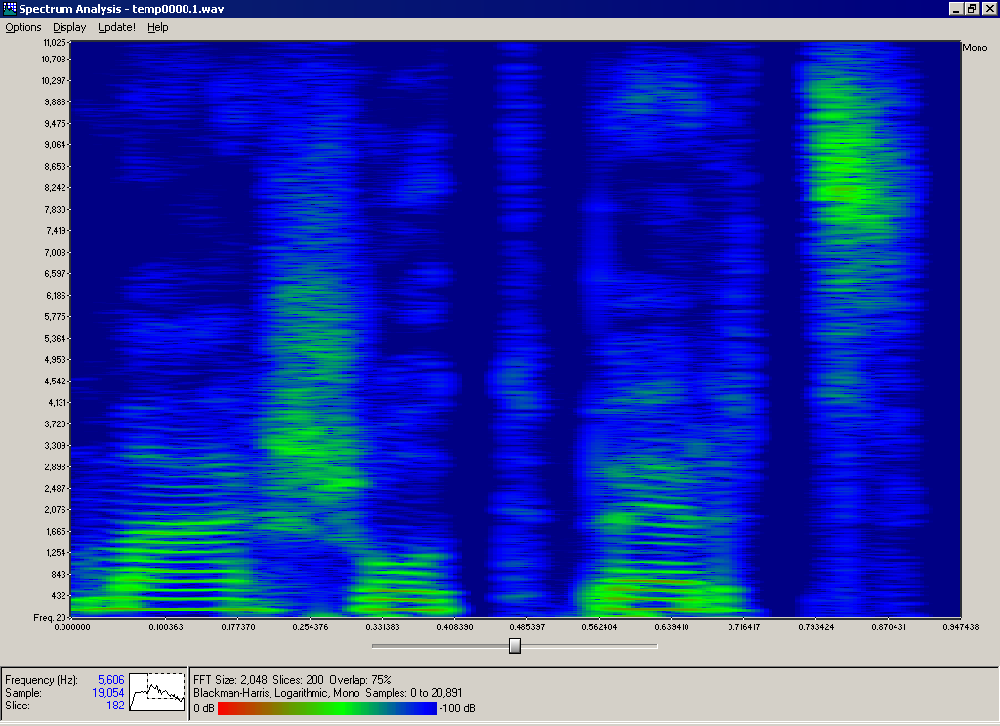 Spectrum Analysis - temp0000.1.wav
Options Display Update! Help
11,025
Mono
10,708
10,297
9,886
9,475
9,064
8,653
8,242
7,830
7,419
7,008
6,597
6,186
5,775
5,364
4,953
4,542
4,131
3,720
3,309
2,898
2,487
2,076
1,665
1,254
843
432
Freq. 20
0.000000 0.100363 0.177370 0.254376 0.331383 0.408390 0.485397 0.562404 0.639410 0.716417 0.793424 0.870431 0.947438
Frequency (Hz): 5,606
Sample: 19,054
Slice: 182
FFT Size: 2,048 Slices: 200 Overlap: 75%
Blackman-Harris, Logarithmic, Mono Samples: 0 to 20,891
0 dB -100 dB